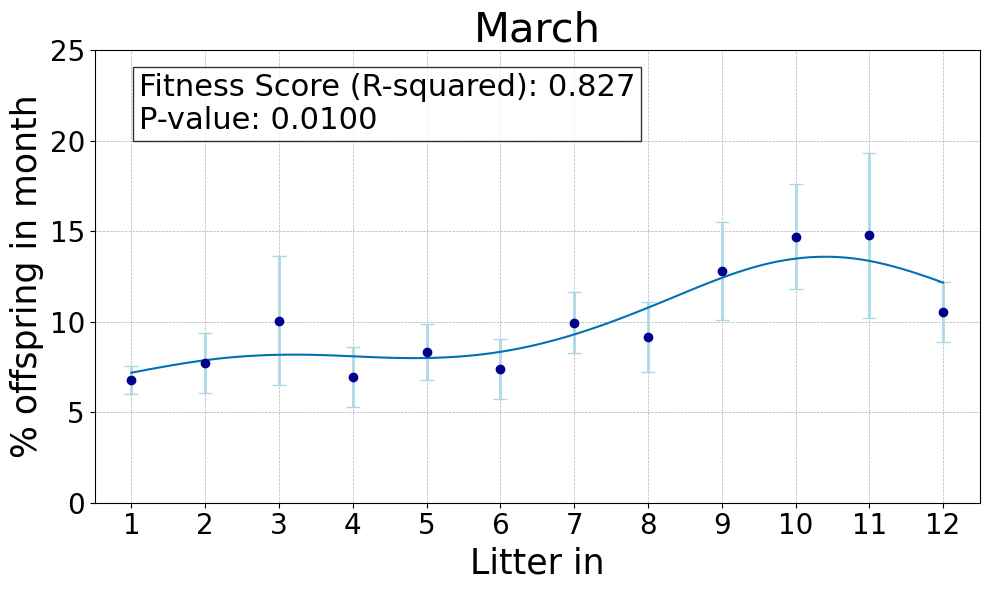 March
Fitness Score (R-squared): 0.827
P-value: 0.0100
% offspring in month
25
20
15
10
5
0
1 2 3 4 5 6 7 8 9 10 11 12
Litter in